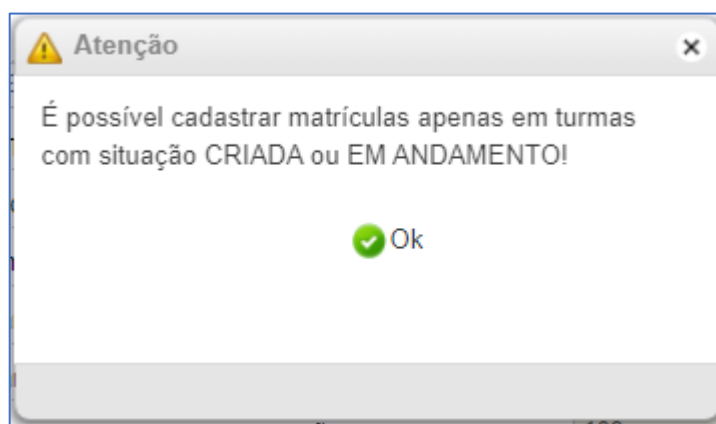 Atenção
É possível cadastrar matrículas apenas em turmas
com situação CRIADA ou EM ANDAMENTO!
Ok